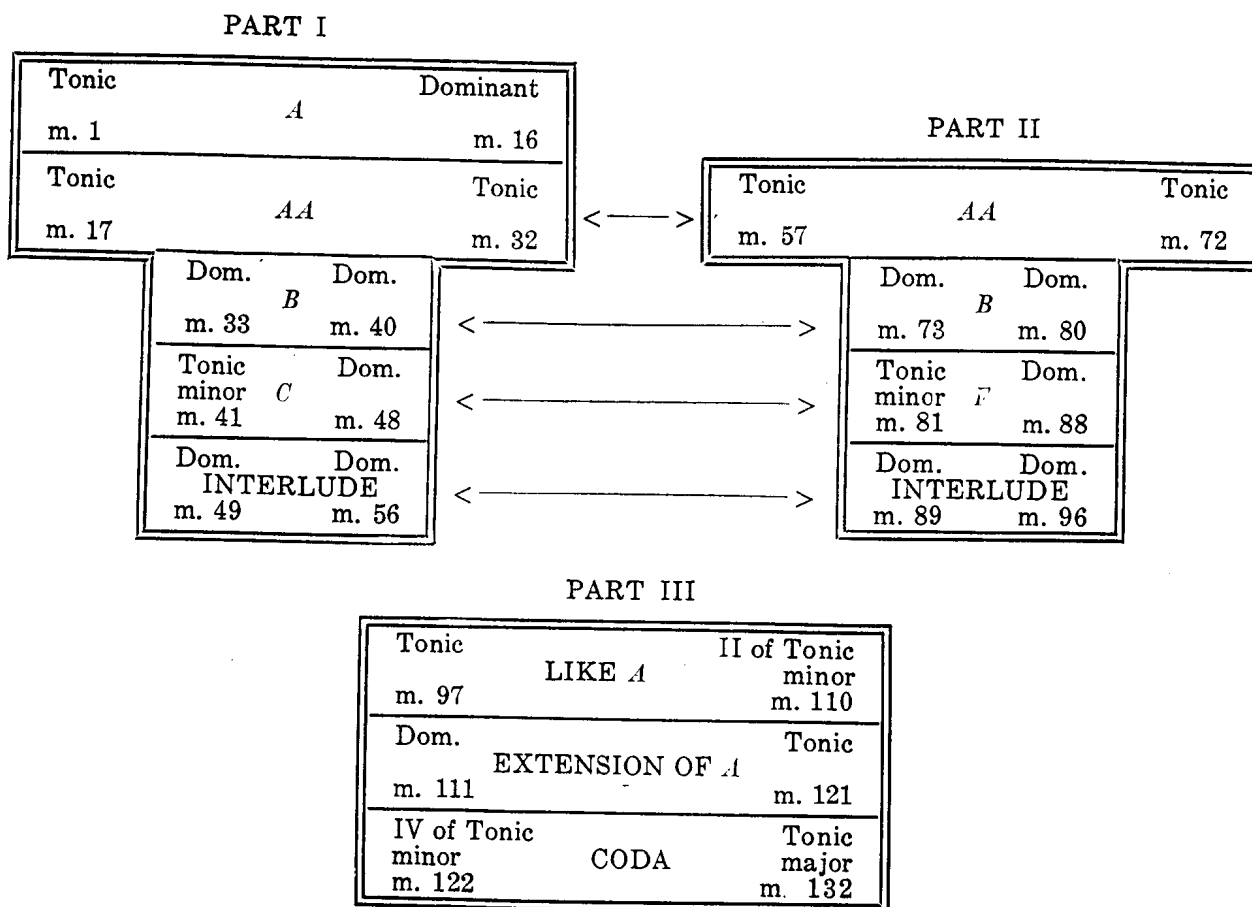 PART I
Tonic Dominant
A
m. 1 m. 16
Tonic Tonic
AA
m. 17 m. 32
Dom. Dom.
B
m. 33 m. 40
Tonic Dom.
minor C
m. 41 m. 48
Dom. Dom.
INTERLUDE
m. 49 m. 56
PART II
Tonic Tonic
AA
m. 57 m. 72
Dom. Dom.
B
m. 73 m. 80
Tonic Dom.
minor F
m. 81 m. 88
Dom. Dom.
INTERLUDE
m. 89 m. 96
PART III
Tonic II of Tonic
LIKE A minor
m. 97 m. 110
Dom. Tonic
EXTENSION OF A
m. 111 m. 121
IV of Tonic Tonic
minor CODA major
m. 122 m. 132